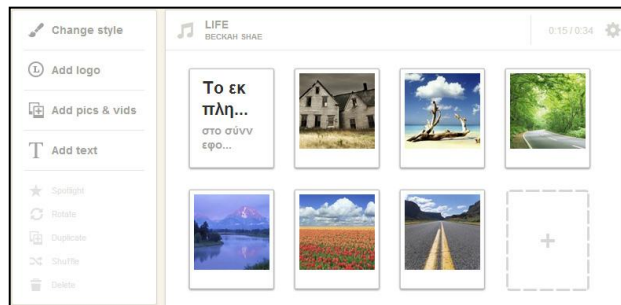 Change style
Add logo
Add pics & vids
Add text
Spotlight
Rotate
Duplicate
Shuffle
Delete
LIFE
BECKAH SHAE
0:15 / 0:34
Το εκ
πλη...
στο σύνν
εφο...